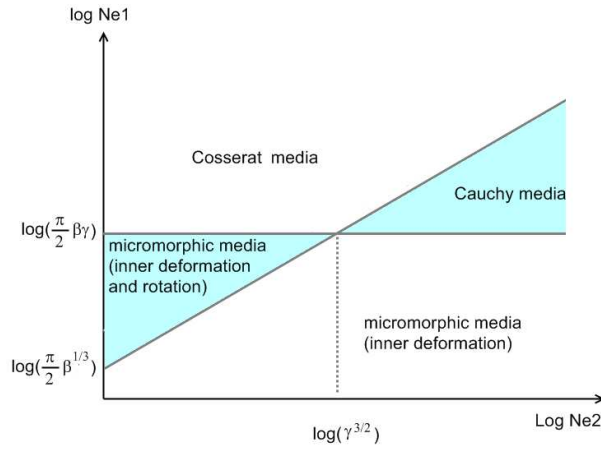 log Ne1
Cosserat media
Cauchy media
log(π/2 βγ)
micromorphic media
(inner deformation
and rotation)
micromorphic media
(inner deformation)
log(π/2 β^1/3)
Log Ne2
log(γ^3/2)